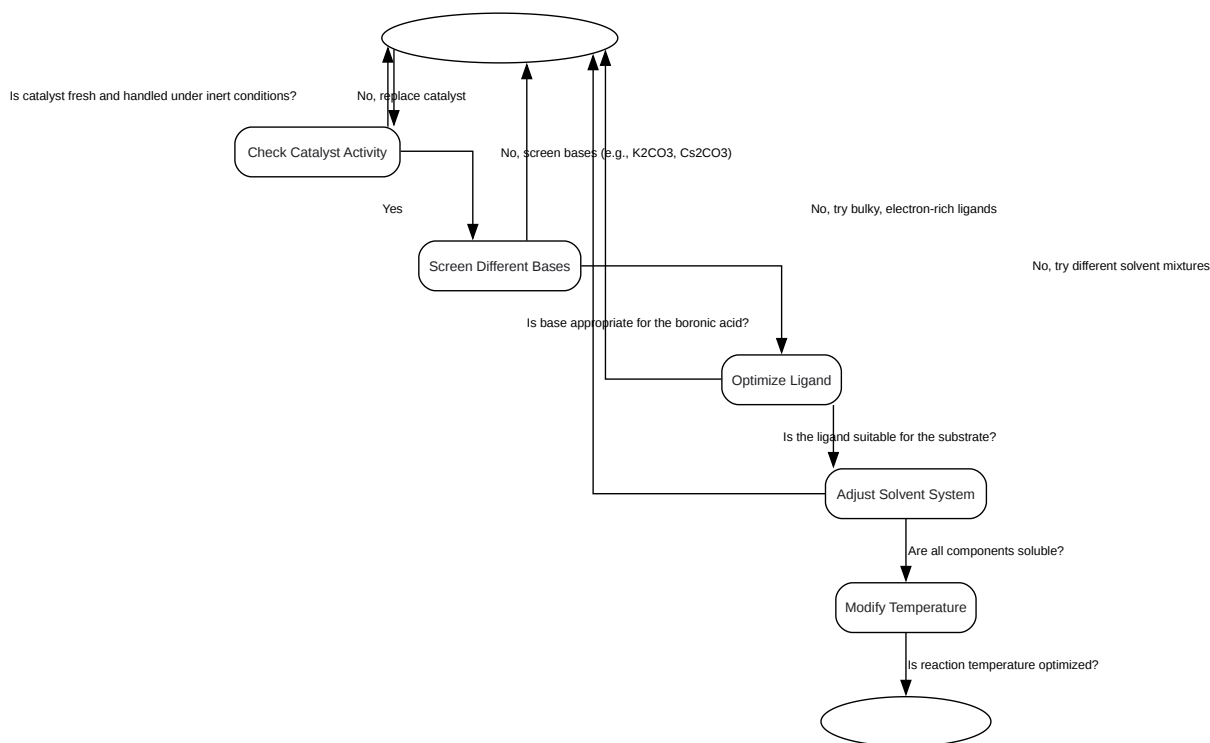 Is catalyst fresh and handled under inert conditions?
No, replace catalyst
Check Catalyst Activity
No, screen bases (e.g., K2CO3, Cs2CO3)
Yes
No, try bulky, electron-rich ligands
Screen Different Bases
No, try different solvent mixtures
Is base appropriate for the boronic acid?
Optimize Ligand
Is the ligand suitable for the substrate?
Adjust Solvent System
Are all components soluble?
Modify Temperature
Is reaction temperature optimized?